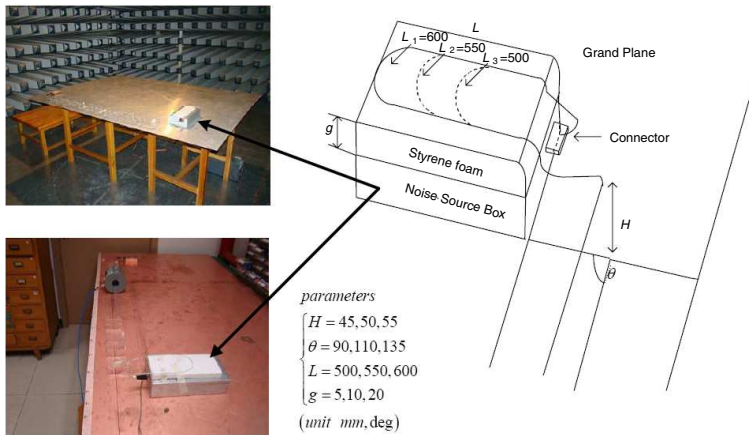 L
L1=600
L2=550
L3=500
Grand Plane
Connector
g
Styrene foam
Noise Source Box
H
θ
parameters
H = 45,50,55
θ = 90,110,135
L = 500,550,600
g = 5,10,20
(unit mm,deg)